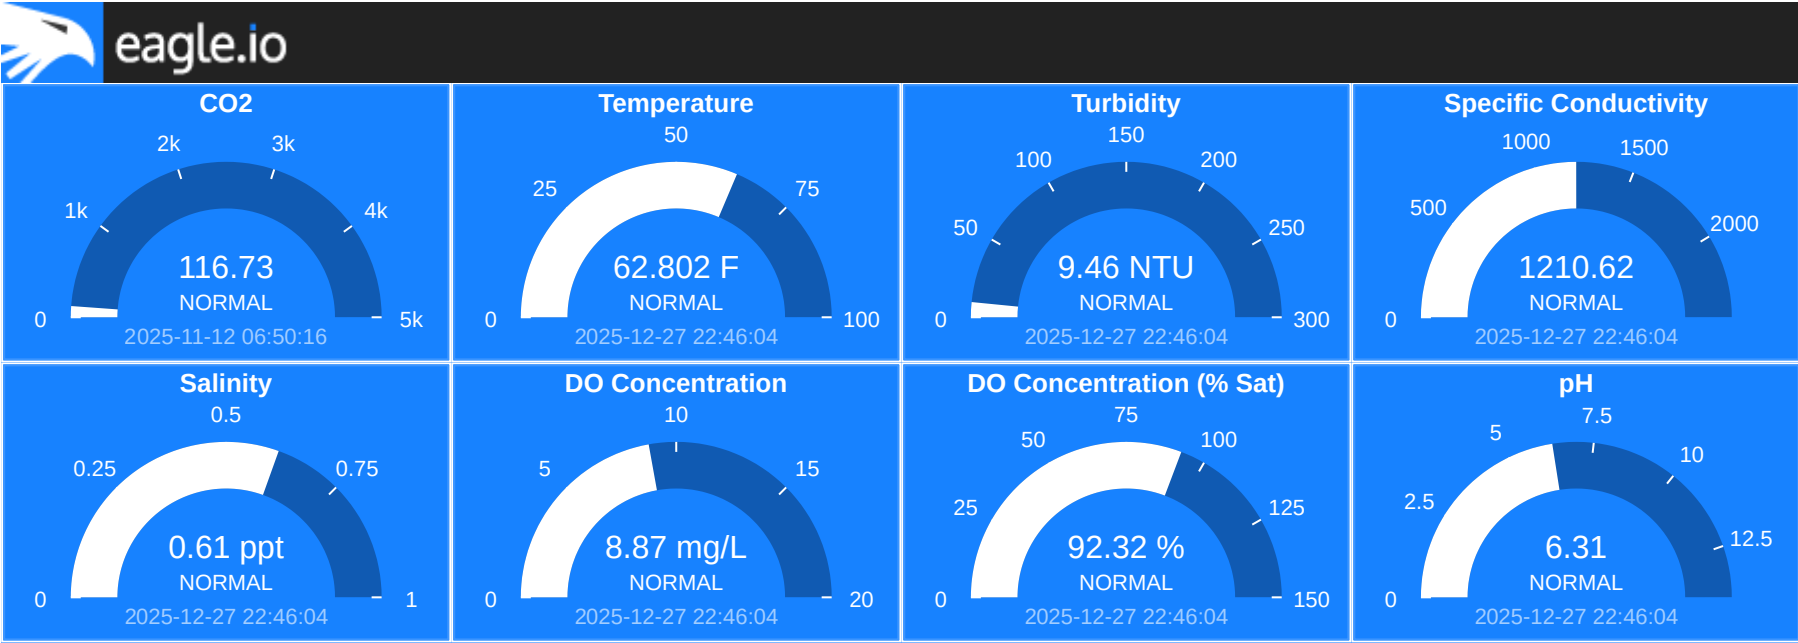 eagle.io
CO2
2k
3k
1k
4k
116.73
NORMAL
0
5k
2025-11-12 06:50:16
Temperature
50
25
75
62.802 F
NORMAL
0
100
2025-12-27 22:46:04
Turbidity
150
100
200
50
250
9.46 NTU
NORMAL
0
300
2025-12-27 22:46:04
Specific Conductivity
1000
1500
500
2000
1210.62
NORMAL
0
2025-12-27 22:46:04
Salinity
0.5
0.25
0.75
0.61 ppt
NORMAL
0
1
2025-12-27 22:46:04
DO Concentration
10
5
15
8.87 mg/L
NORMAL
0
20
2025-12-27 22:46:04
DO Concentration (% Sat)
75
50
100
25
125
92.32 %
NORMAL
0
150
2025-12-27 22:46:04
pH
7.5
5
10
2.5
12.5
6.31
NORMAL
0
2025-12-27 22:46:04